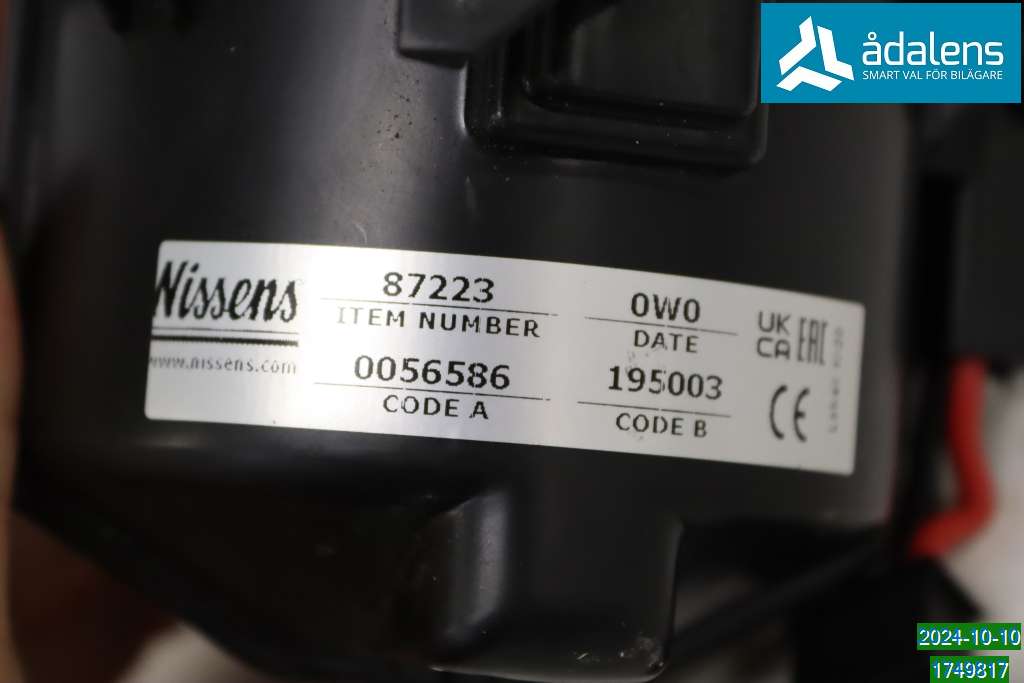 ådalens
SMART VAL FÖR BILÄGARE
Nissens
www.nissens.com
87223
ITEM NUMBER
0056586
CODE A
0W0
DATE
195003
CODE B
UK
CA
EAC
CE
2024-10-10
1749817